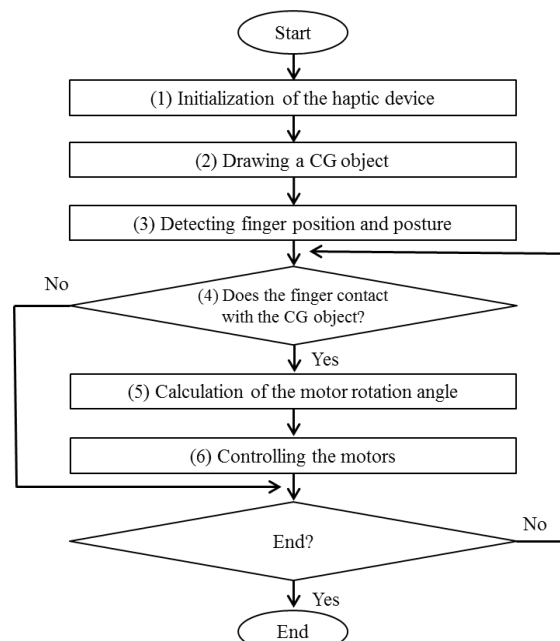 Start
(1) Initialization of the haptic device
(2) Drawing a CG object
(3) Detecting finger position and posture
No
(4) Does the finger contact
with the CG object?
Yes
(5) Calculation of the motor rotation angle
(6) Controlling the motors
No
End?
Yes
End